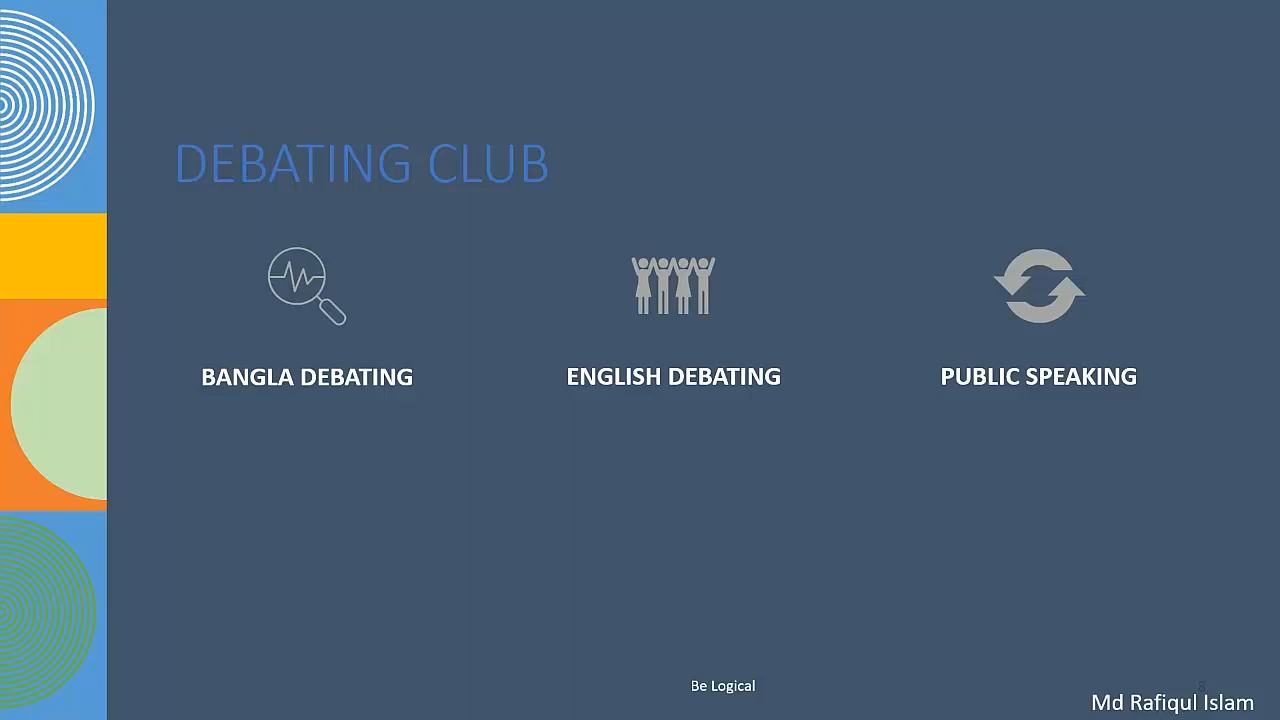 DEBATING CLUB
BANGLA DEBATING
ENGLISH DEBATING
PUBLIC SPEAKING
Be Logical
Md Rafiqul Islam